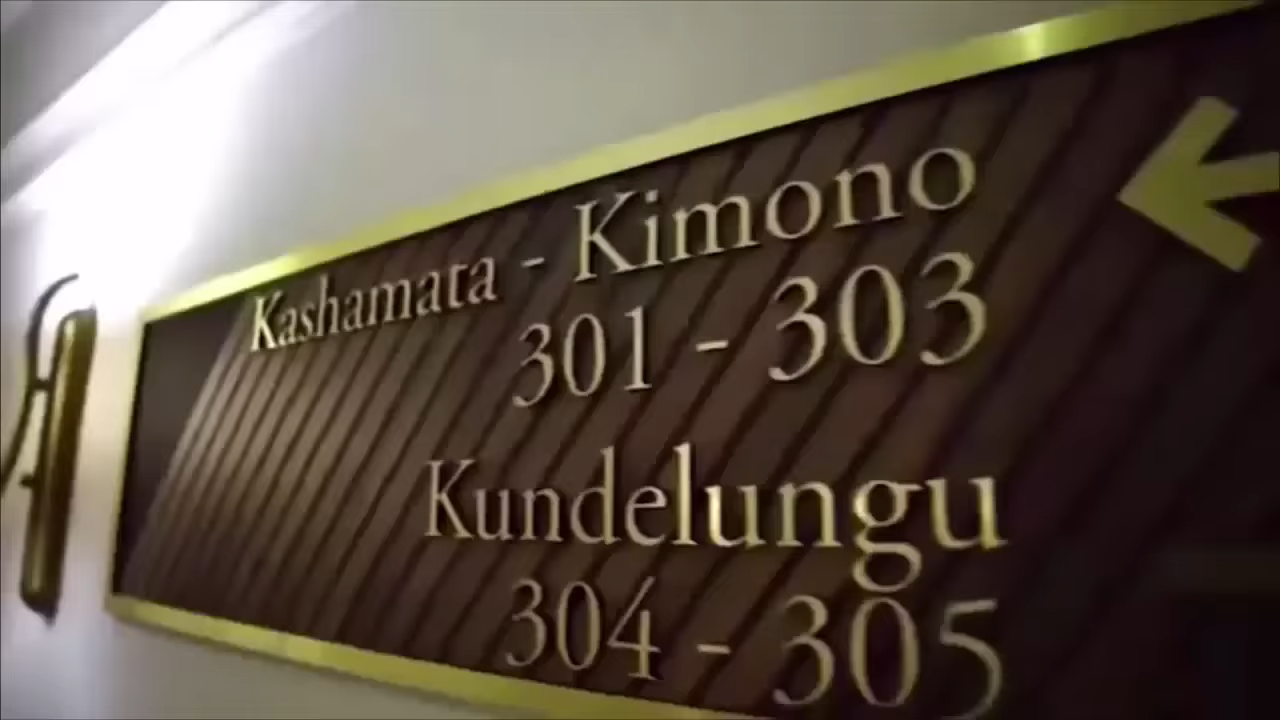 Kashamata - Kimono
301 - 303
Kundelungu
304 - 305